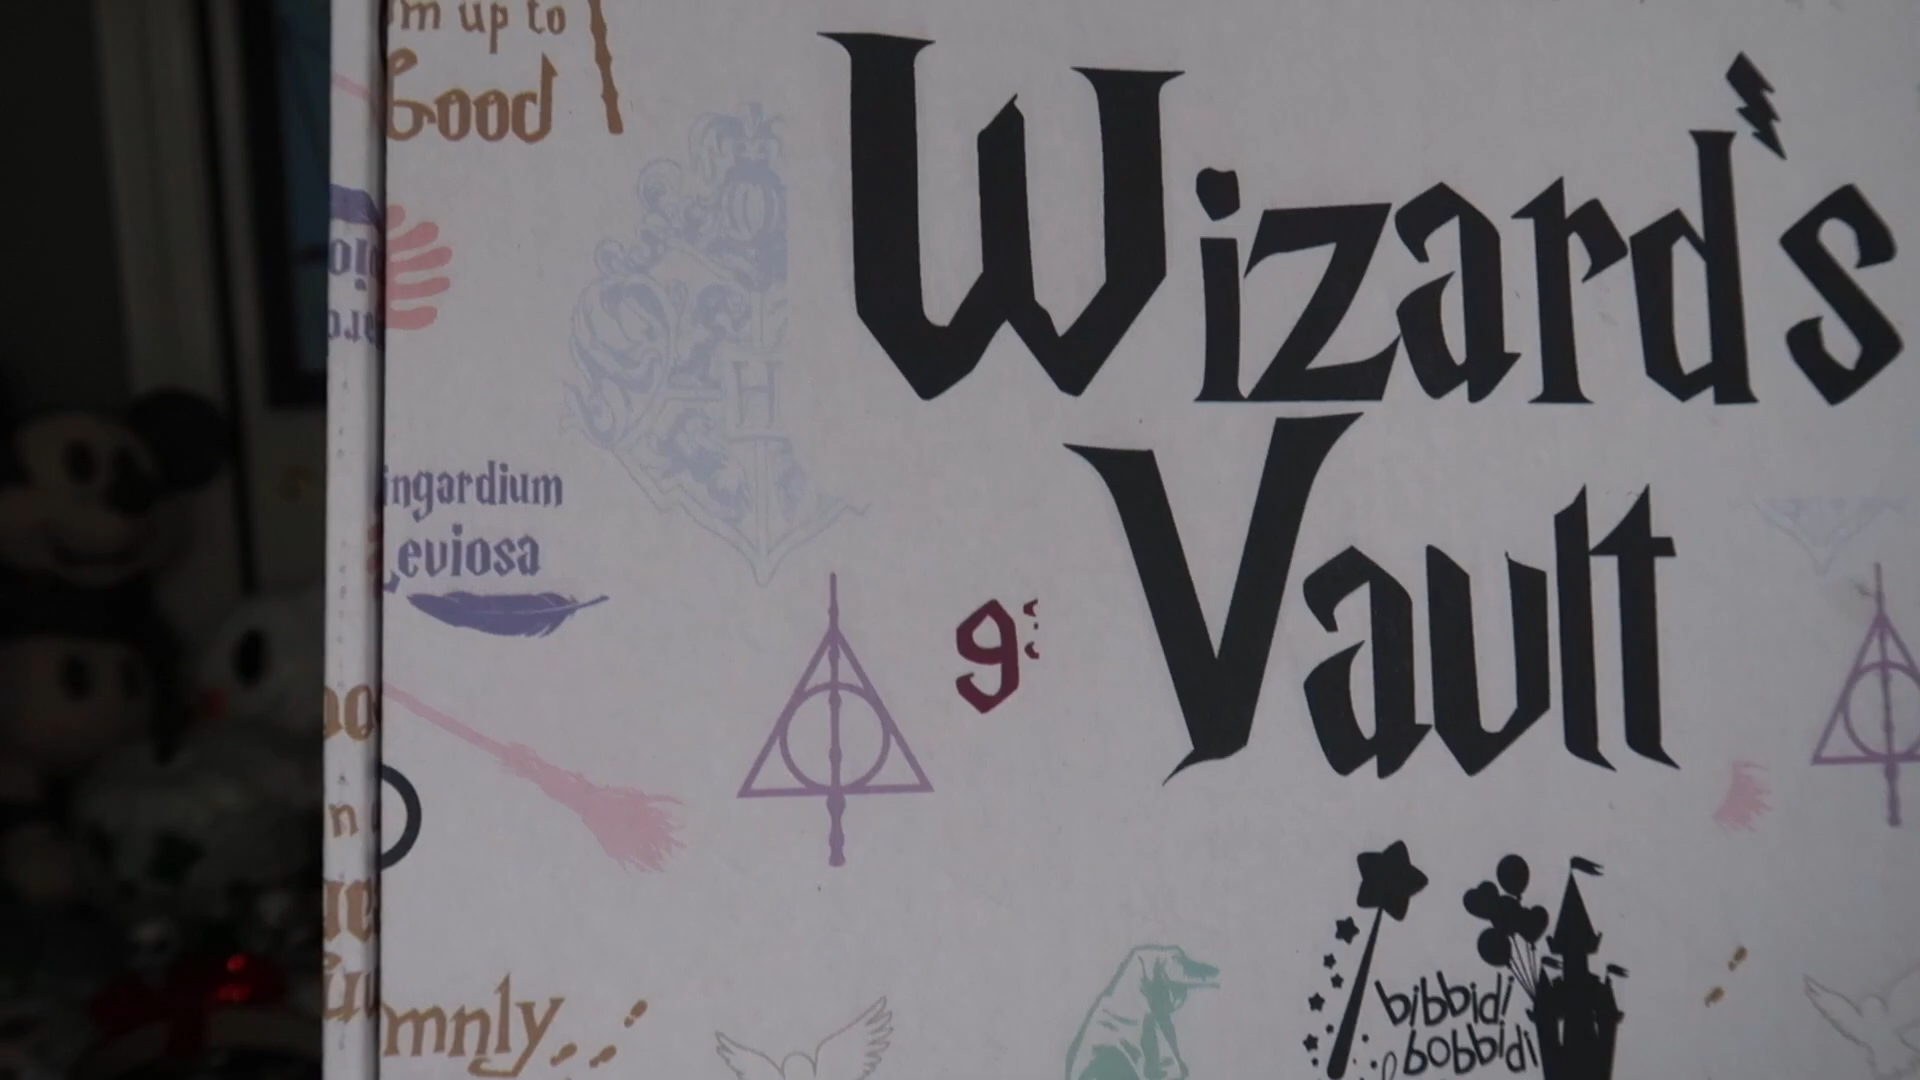 m up to
Good
Wizard's
Vault
H
ingardium
Leviosa
9
mnly
bibbidi
bobbidi